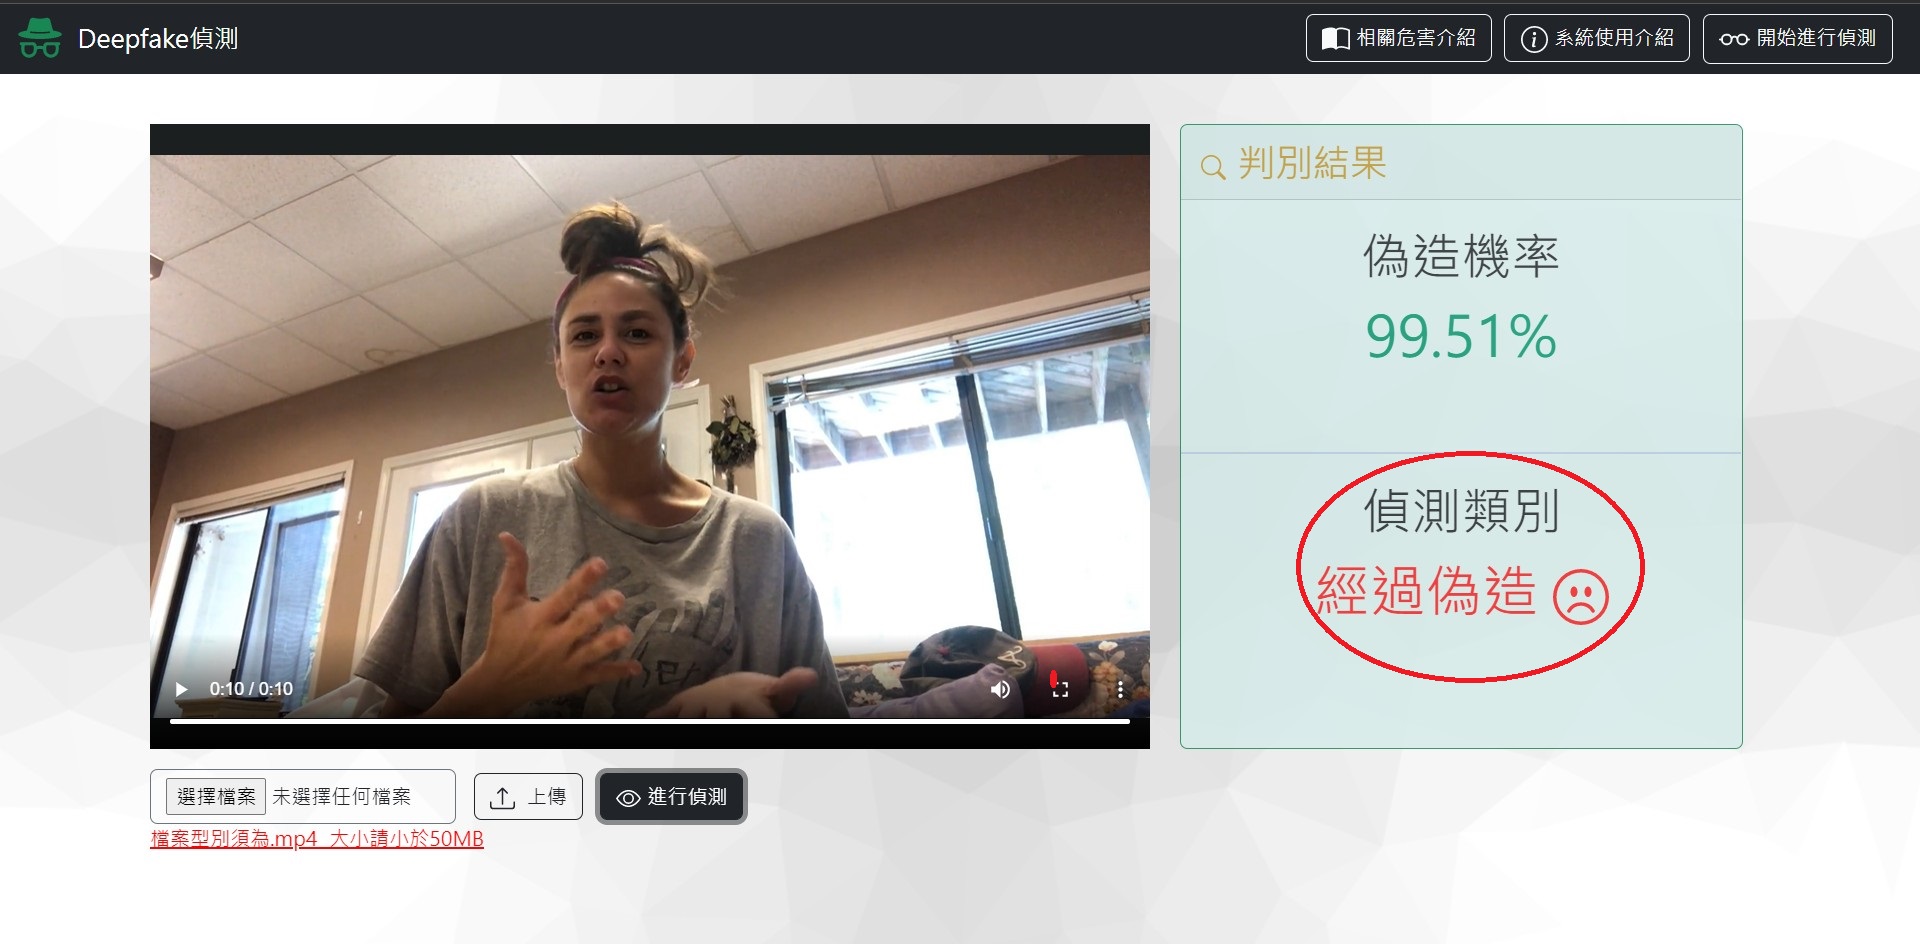 Deepfake偵測
相關危害介紹
系統使用介紹
開始進行偵測
判別結果
偽造機率
99.51%
偵測類別
經過偽造
0:10 / 0:10
選擇檔案 未選擇任何檔案
上傳
進行偵測
檔案型別須為.mp4 大小請小於50MB